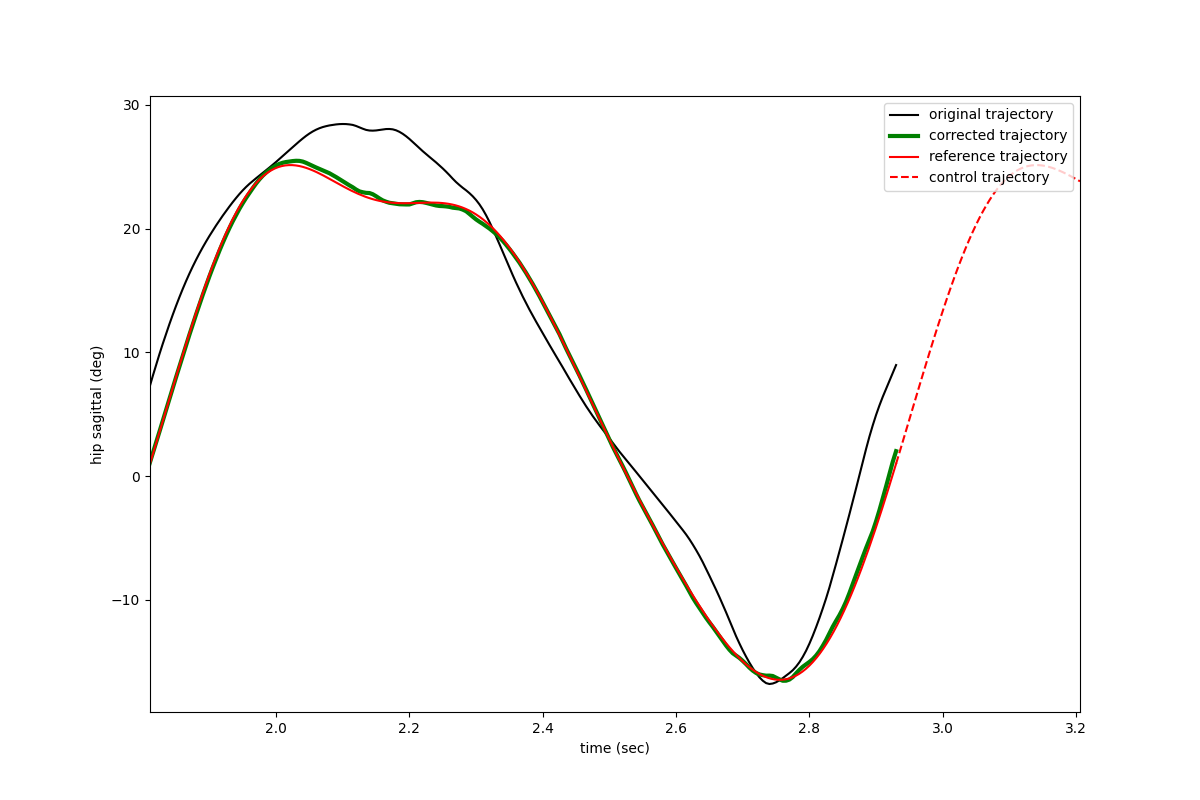 30
20
10
0
−10
hip sagittal (deg)
original trajectory
corrected trajectory
reference trajectory
control trajectory
2.0 2.2 2.4 2.6 2.8 3.0 3.2
time (sec)